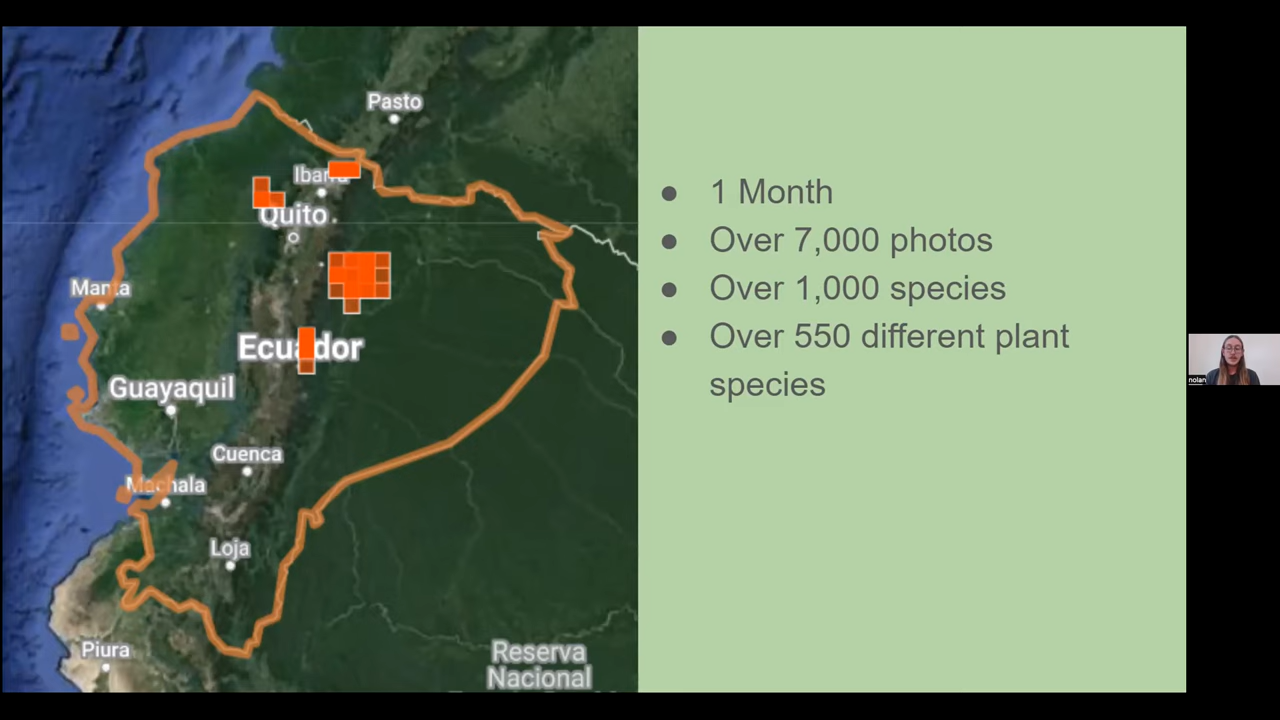 Pasto
Ibarra
Quito
Manta
Ecuador
Guayaquil
Cuenca
Machala
Loja
Piura
Reserva
Nacional
● 1 Month
● Over 7,000 photos
● Over 1,000 species
● Over 550 different plant
species
nolan